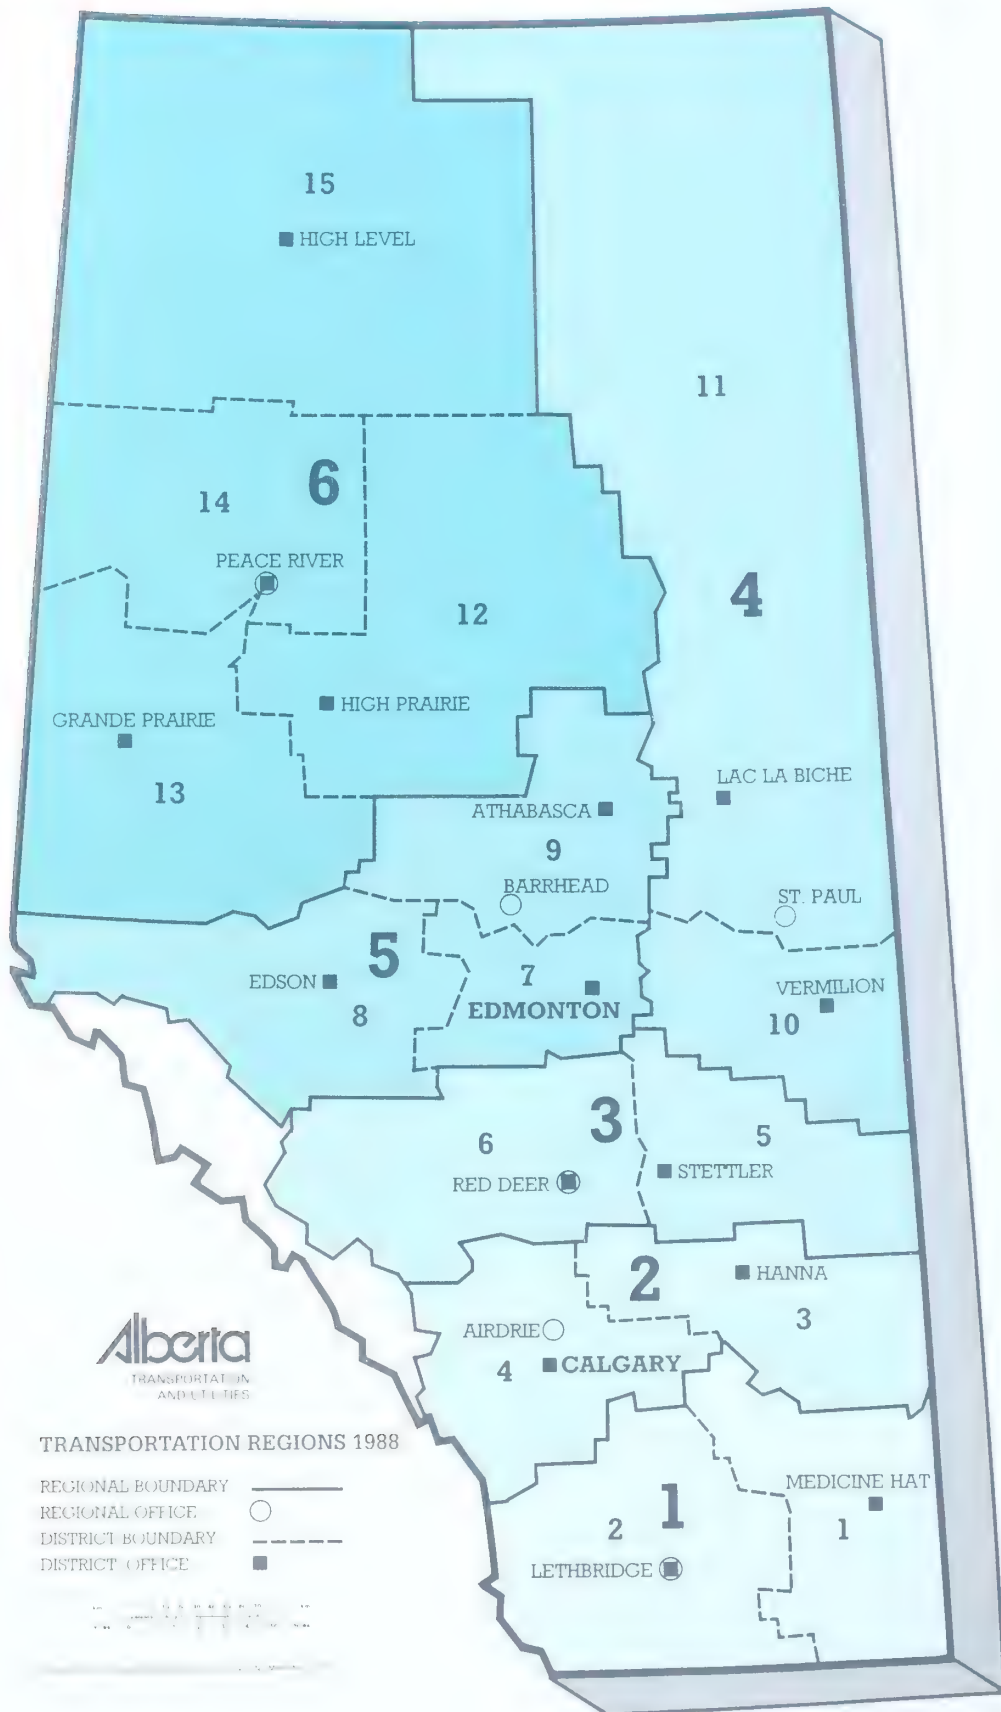 15
HIGH LEVEL
11
6
14
PEACE RIVER
4
12
HIGH PRAIRIE
GRANDE PRAIRIE
13
LAC LA BICHE
ATHABASCA
9
BARRHEAD
ST. PAUL
5
7
EDSON
EDMONTON
8
VERMILION
10
3
6
5
RED DEER
STETTLER
2
HANNA
3
AIRDRIE
4
CALGARY
Alberta
TRANSPORTATION
AND UTILITIES
TRANSPORTATION REGIONS 1988
REGIONAL BOUNDARY
REGIONAL OFFICE
DISTRICT BOUNDARY
DISTRICT OFFICE
MEDICINE HAT
1
2
1
LETHBRIDGE